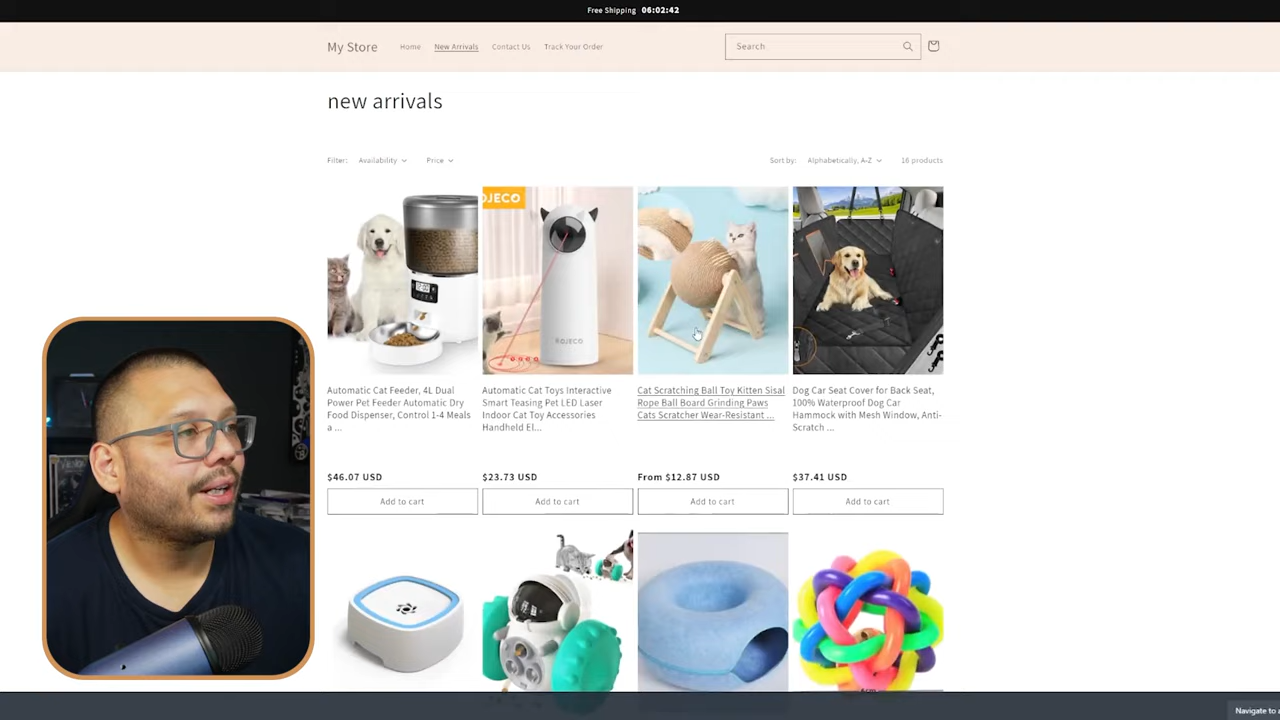 Free Shipping 06:02:42
My Store Home New Arrivals Contact Us Track Your Order Search
new arrivals
Filter: Availability Price Sort by: Alphabetically, A-Z 16 products
OJECO
ROJECO
Automatic Cat Feeder, 4L Dual
Power Pet Feeder Automatic Dry
Food Dispenser, Control 1-4 Meals
a ...
Automatic Cat Toys Interactive
Smart Teasing Pet LED Laser
Indoor Cat Toy Accessories
Handheld El...
Cat Scratching Ball Toy Kitten Sisal
Rope Ball Board Grinding Paws
Cats Scratcher Wear-Resistant ...
Dog Car Seat Cover for Back Seat,
100% Waterproof Dog Car
Hammock with Mesh Window, Anti-
Scratch ...
$46.07 USD
$23.73 USD
From $12.87 USD
$37.41 USD
Add to cart
Add to cart
Add to cart
Add to cart
Navigate to